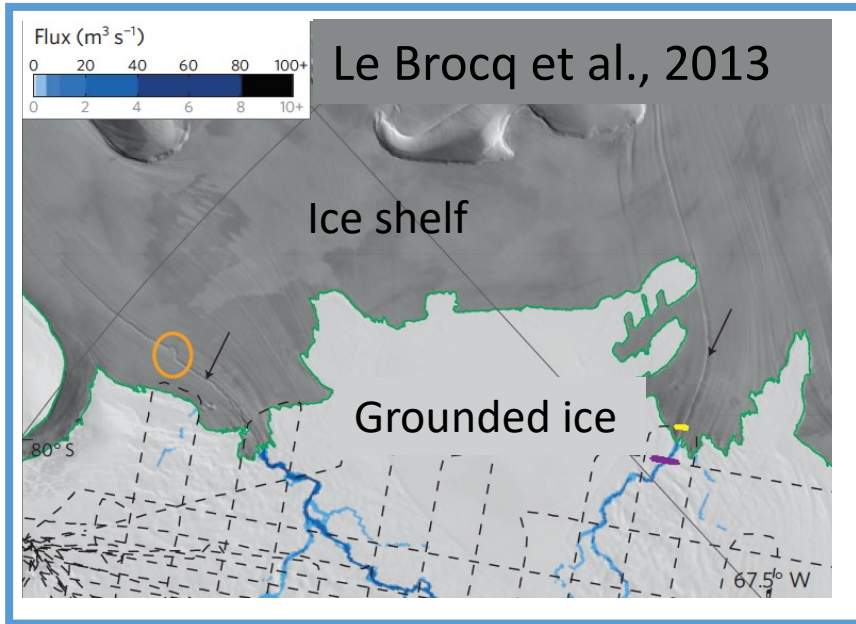 Flux (m³ s⁻¹)
0 20 40 60 80 100+
0 2 4 6 8 10+
Le Brocq et al., 2013
Ice shelf
Grounded ice
80° S
67.5° W